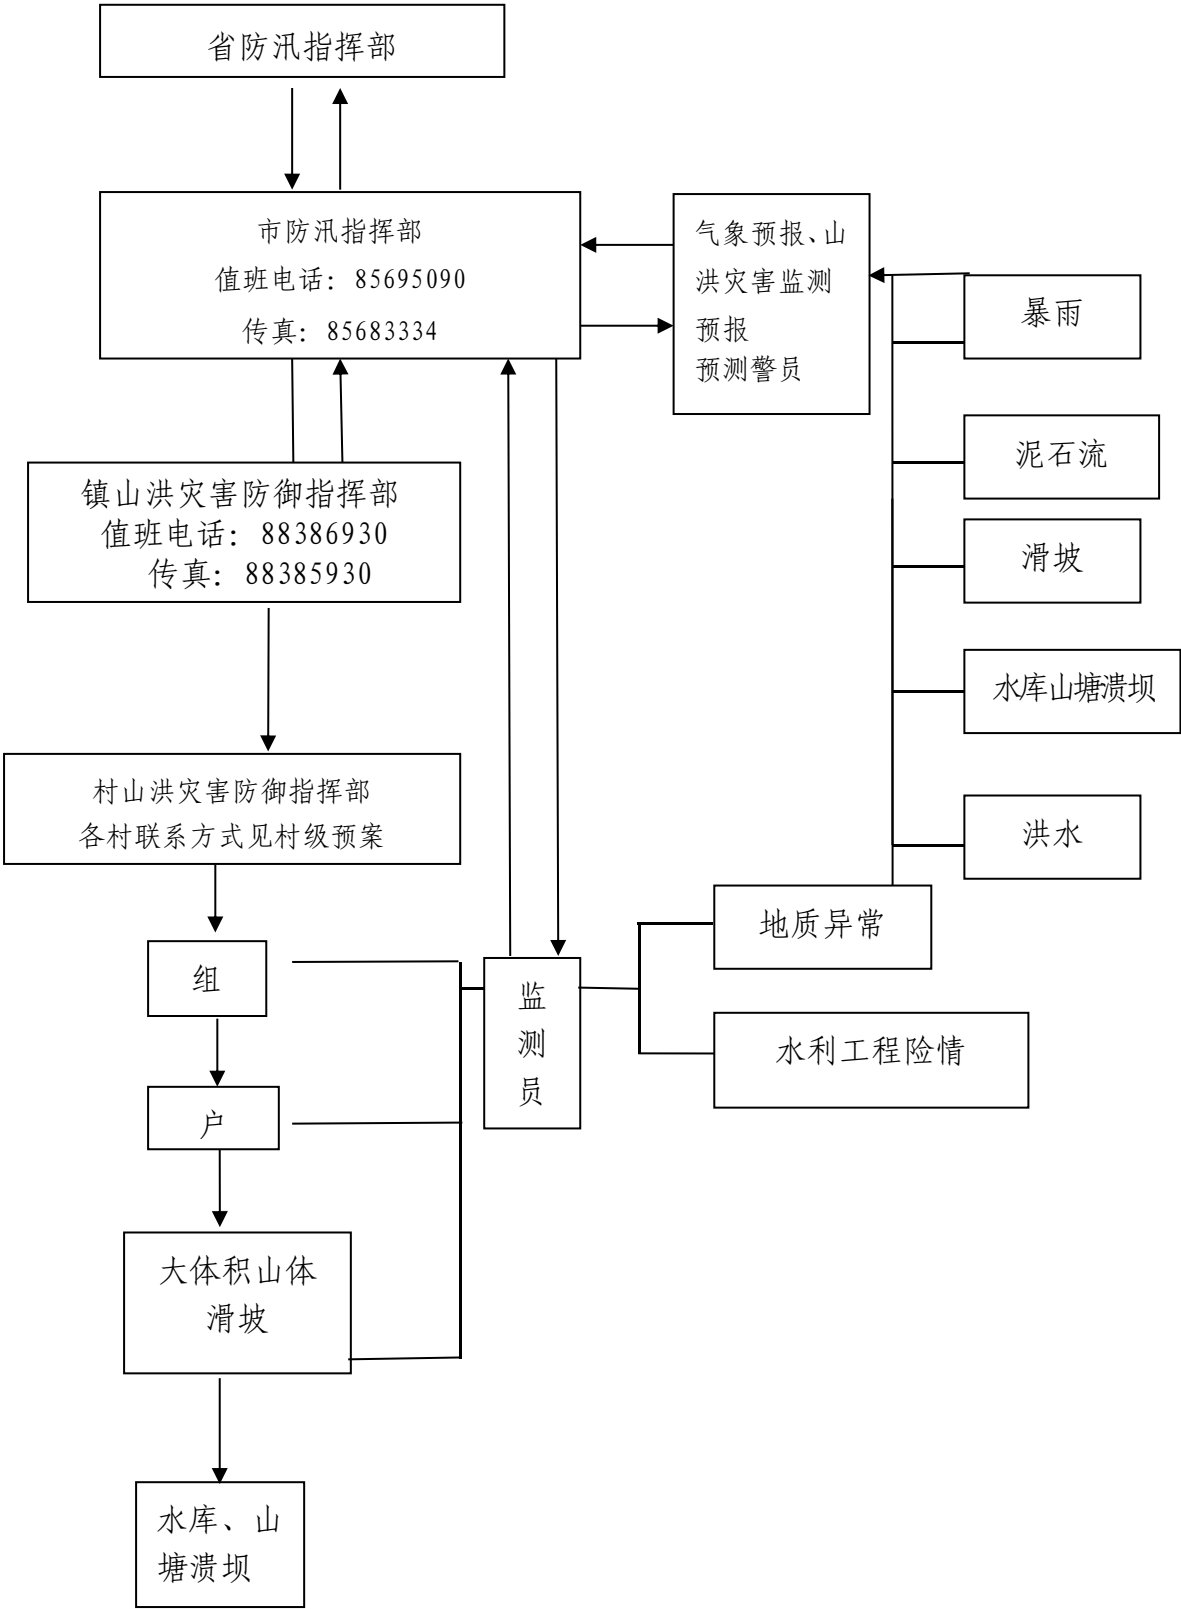 省防汛指挥部
市防汛指挥部
值班电话：85695090
传真：85683334
气象预报、山
洪灾害监测
预报
预测警员
暴雨
泥石流
镇山洪灾害防御指挥部
值班电话：88386930
传真：88385930
滑坡
水库山塘溃坝
村山洪灾害防御指挥部
各村联系方式见村级预案
洪水
地质异常
组
监
测
员
水利工程险情
户
大体积山体
滑坡
水库、山
塘溃坝